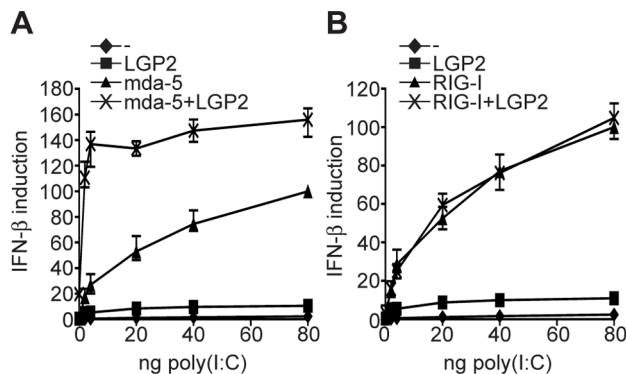 A
B
-
LGP2
mda-5
mda-5+LGP2
-
LGP2
RIG-I
RIG-I+LGP2
IFN-β induction
180
160
140
120
100
80
60
40
20
0
0 20 40 60 80
ng poly(I:C)
IFN-β induction
120
100
80
60
40
20
0
0 20 40 60 80
ng poly(I:C)